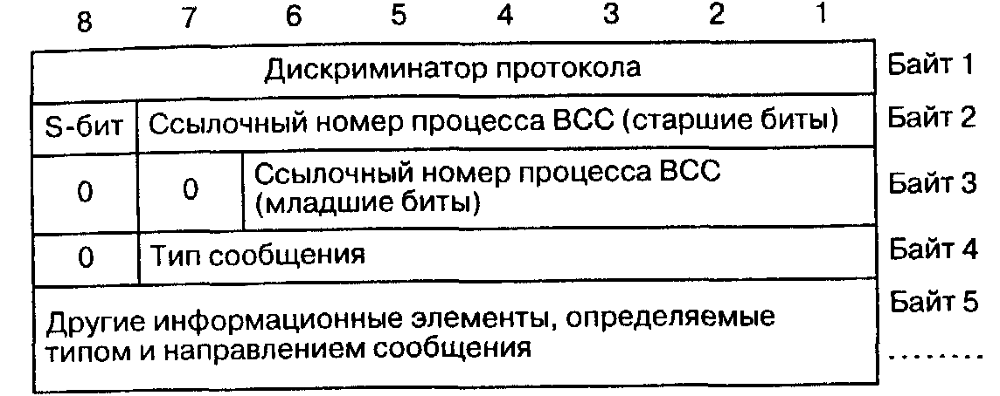 8 7 6 5 4 3 2 1
Дискриминатор протокола Байт 1
S-бит Ссылочный номер процесса ВСС (старшие биты) Байт 2
0 0 Ссылочный номер процесса ВСС
(младшие биты) Байт 3
0 Тип сообщения Байт 4
Другие информационные элементы, определяемые
типом и направлением сообщения
Байт 5
........